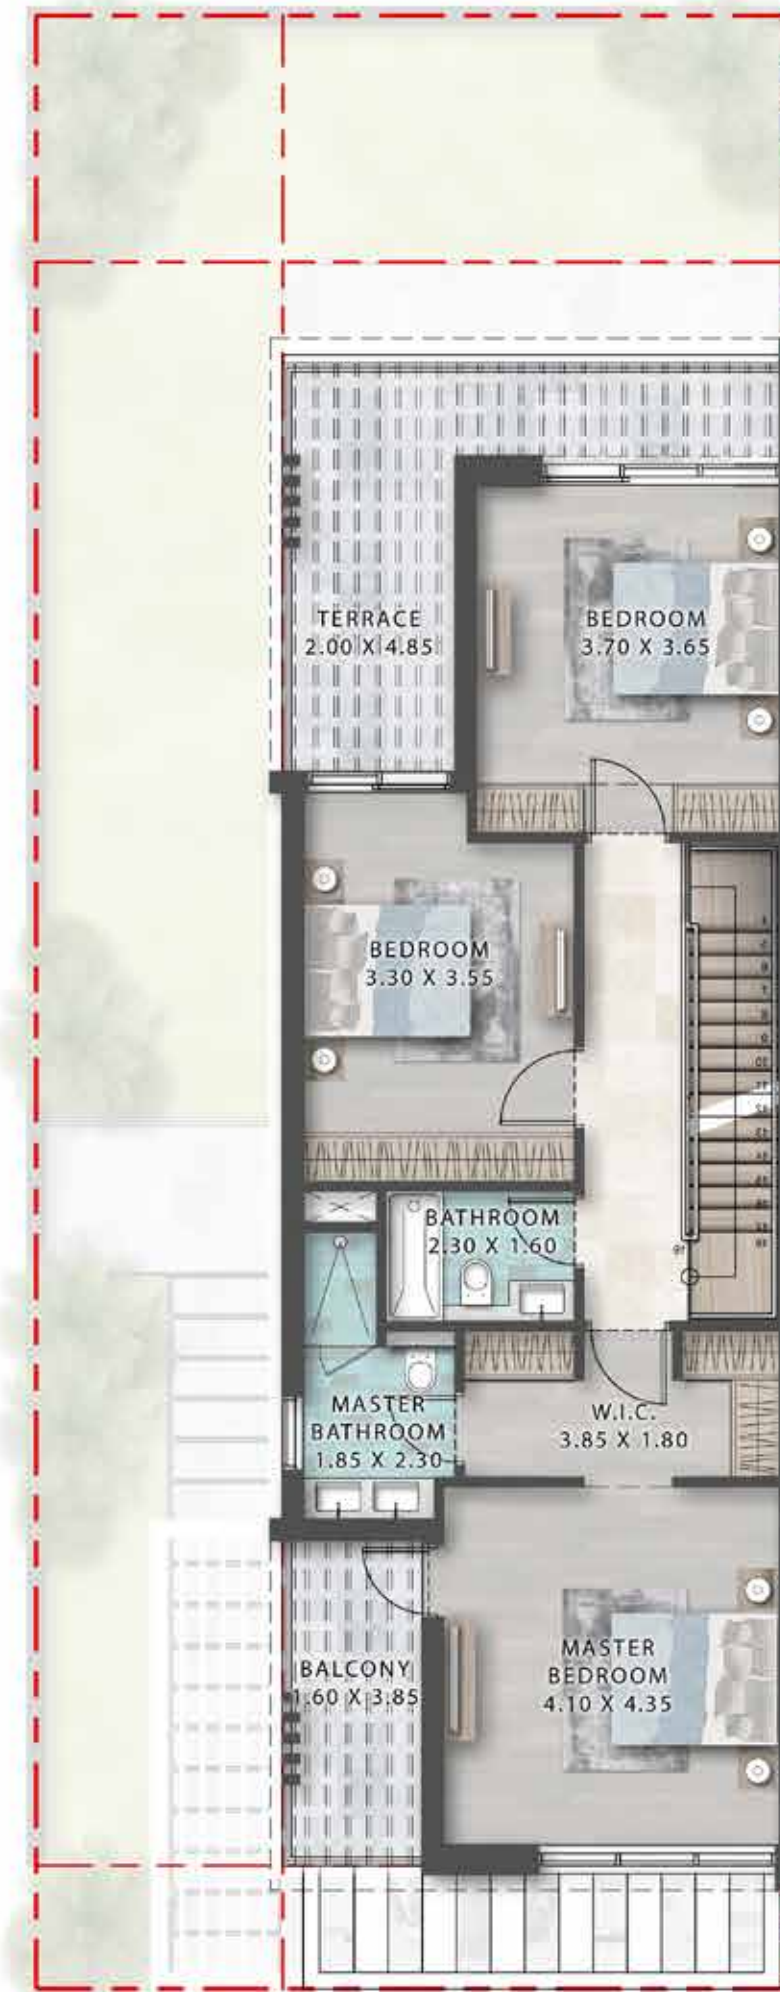 TERRACE
2.00 X 4.85
BEDROOM
3.70 X 3.65
BEDROOM
3.30 X 3.55
BATHROOM
2.30 X 1.60
MASTER
BATHROOM
1.85 X 2.30
W.I.C.
3.85 X 1.80
BALCONY
1.60 X 3.85
MASTER
BEDROOM
4.10 X 4.35